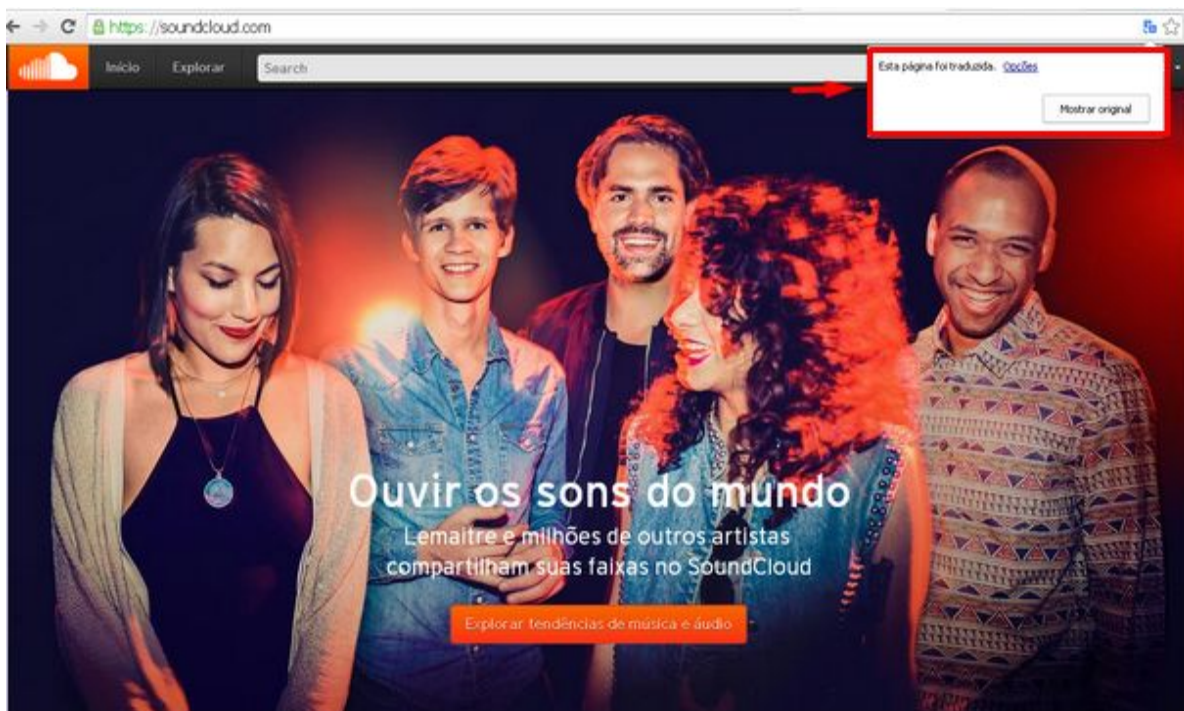 https://soundcloud.com
Início Explorar Search
Esta página foi traduzida. Opções
Mostrar original
Ouvir os sons do mundo
Lemaitre e milhões de outros artistas
compartilham suas faixas no SoundCloud
Explorar tendências de música e áudio